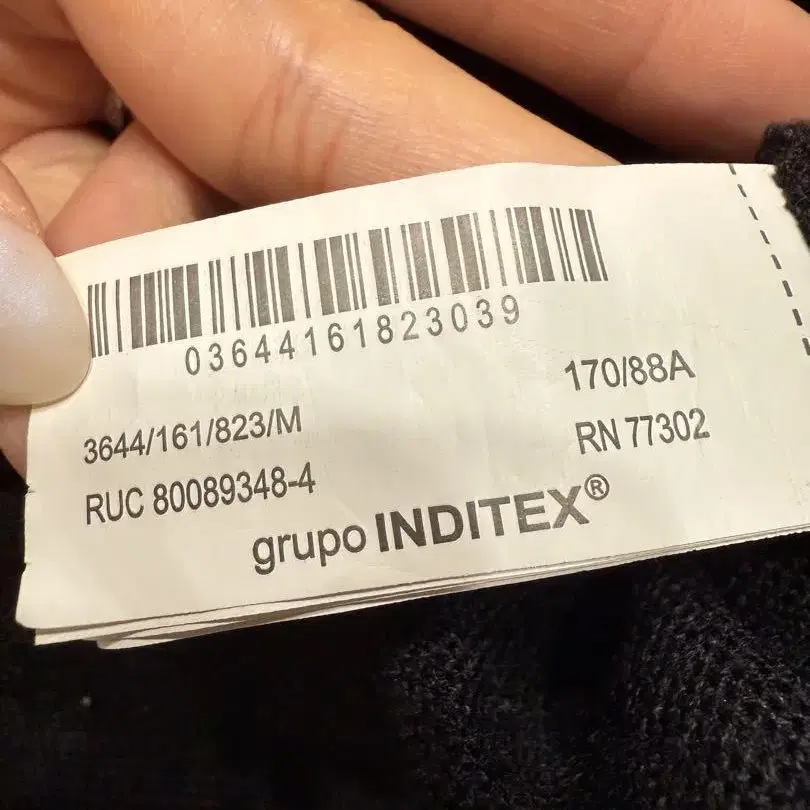 03644161823039
170/88A
3644/161/823/M
RN 77302
RUC 80089348-4
grupo INDITEX®